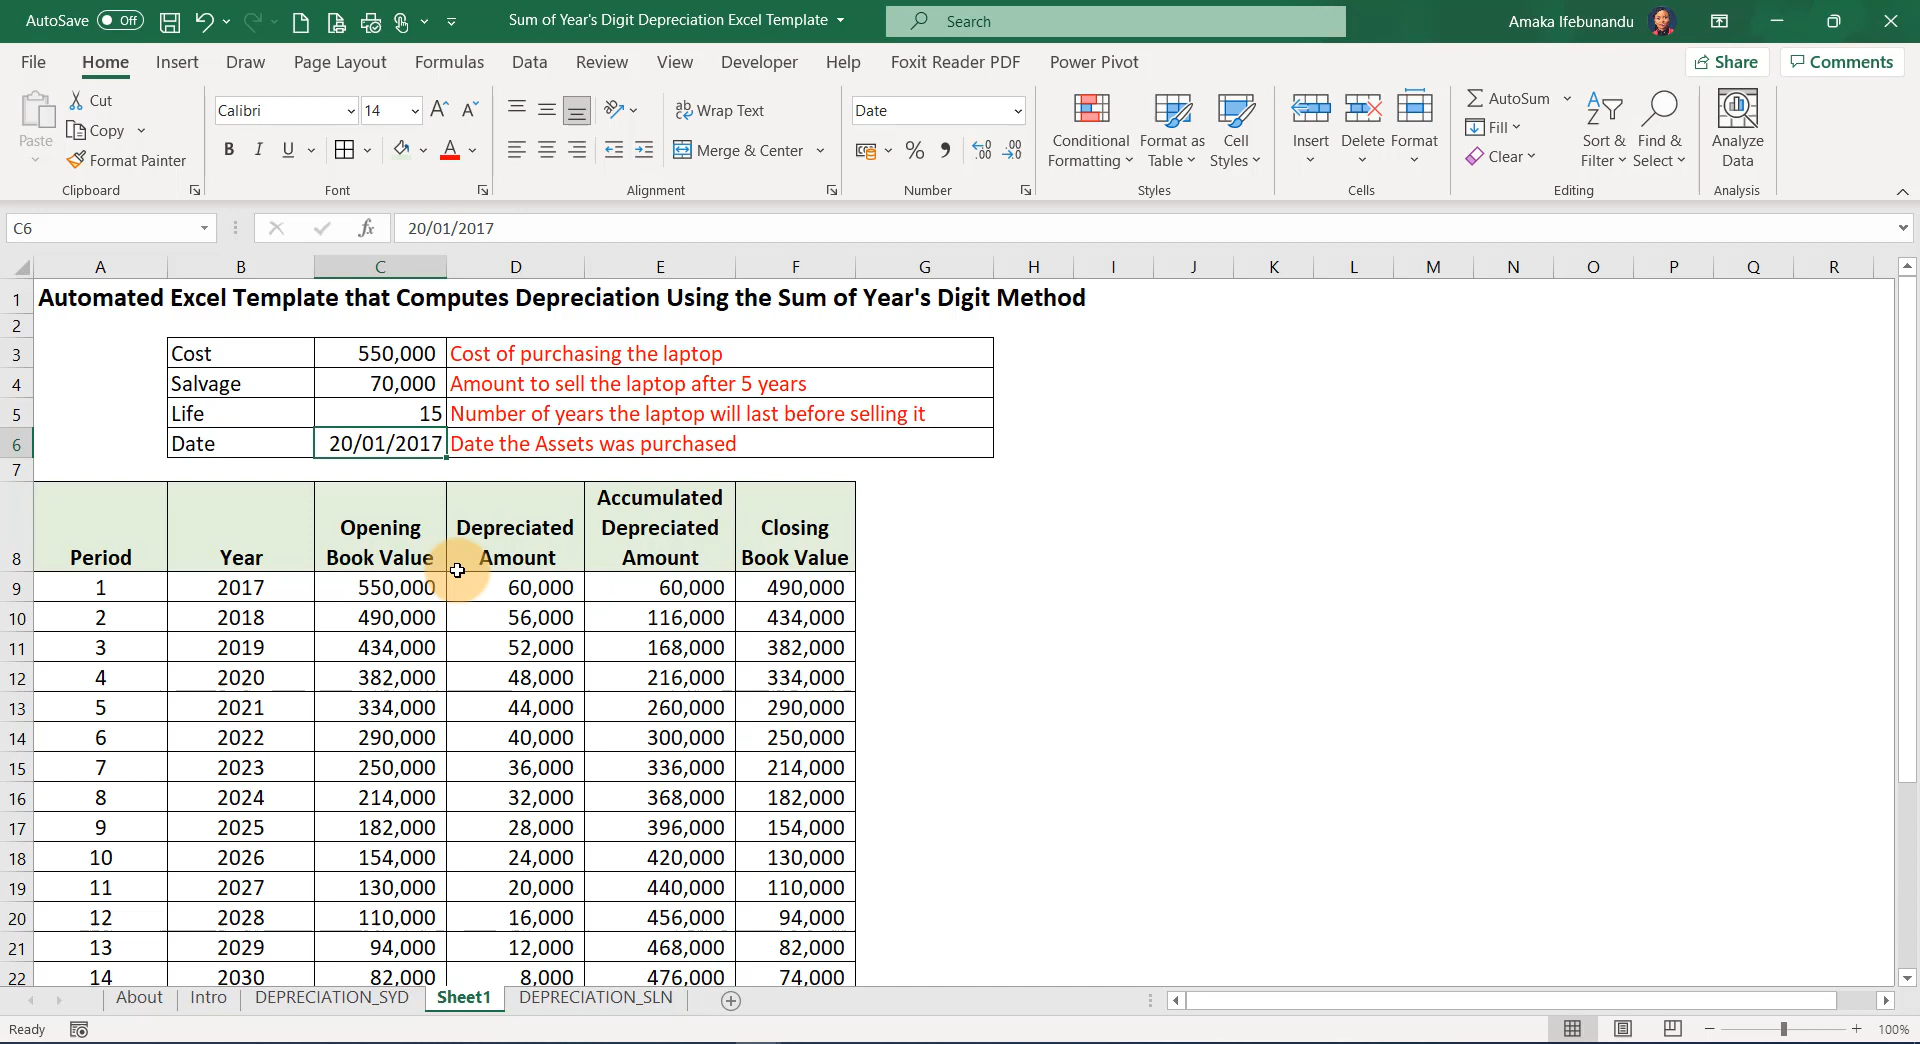 AutoSave Off Sum of Year's Digit Depreciation Excel Template Search Amaka Ifebunandu
File Home Insert Draw Page Layout Formulas Data Review View Developer Help Foxit Reader PDF Power Pivot Share Comments
Paste Cut Copy Format Painter Clipboard
Calibri 14 B I U A Font
Wrap Text Merge & Center Alignment
Date % Number
Conditional Formatting Format as Table Cell Styles Styles
Insert Delete Format Cells
AutoSum Fill Clear Sort & Filter Find & Select Editing
Analyze Data Analysis
C6 fx 20/01/2017
A B C D E F G H I J K L M N O P Q R
1 Automated Excel Template that Computes Depreciation Using the Sum of Year's Digit Method
2
3 Cost 550,000 Cost of purchasing the laptop
4 Salvage 70,000 Amount to sell the laptop after 5 years
5 Life 15 Number of years the laptop will last before selling it
6 Date 20/01/2017 Date the Assets was purchased
7
8 Period Year Opening Book Value Depreciated Amount Accumulated Depreciated Amount Closing Book Value
9 1 2017 550,000 60,000 60,000 490,000
10 2 2018 490,000 56,000 116,000 434,000
11 3 2019 434,000 52,000 168,000 382,000
12 4 2020 382,000 48,000 216,000 334,000
13 5 2021 334,000 44,000 260,000 290,000
14 6 2022 290,000 40,000 300,000 250,000
15 7 2023 250,000 36,000 336,000 214,000
16 8 2024 214,000 32,000 368,000 182,000
17 9 2025 182,000 28,000 396,000 154,000
18 10 2026 154,000 24,000 420,000 130,000
19 11 2027 130,000 20,000 440,000 110,000
20 12 2028 110,000 16,000 456,000 94,000
21 13 2029 94,000 12,000 468,000 82,000
22 14 2030 82,000 8,000 476,000 74,000
About Intro DEPRECIATION_SYD Sheet1 DEPRECIATION_SLN
Ready 100%